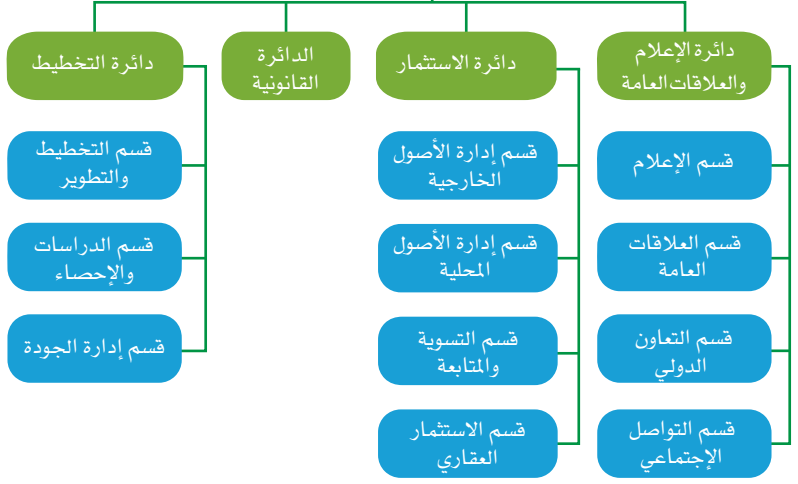 دائرة الإعلام
والعلاقات العامة
قسم الإعلام
قسم العلاقات
العامة
قسم التعاون
الدولي
قسم التواصل
الإجتماعي
دائرة الاستثمار
قسم إدارة الأصول
الخارجية
قسم إدارة الأصول
المحلية
قسم التسوية
والمتابعة
قسم الاستثمار
العقاري
الدائرة
القانونية
دائرة التخطيط
قسم التخطيط
والتطوير
قسم الدراسات
والإحصاء
قسم إدارة الجودة